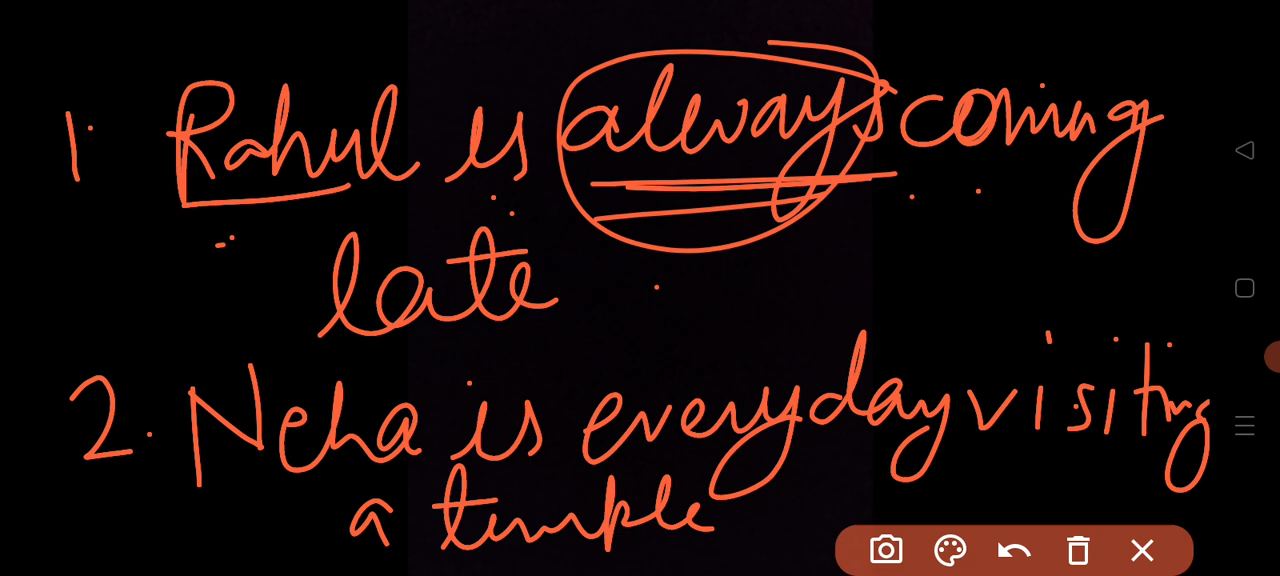 1. Rahul is always coming
late
2. Neha is everyday visiting
a temple